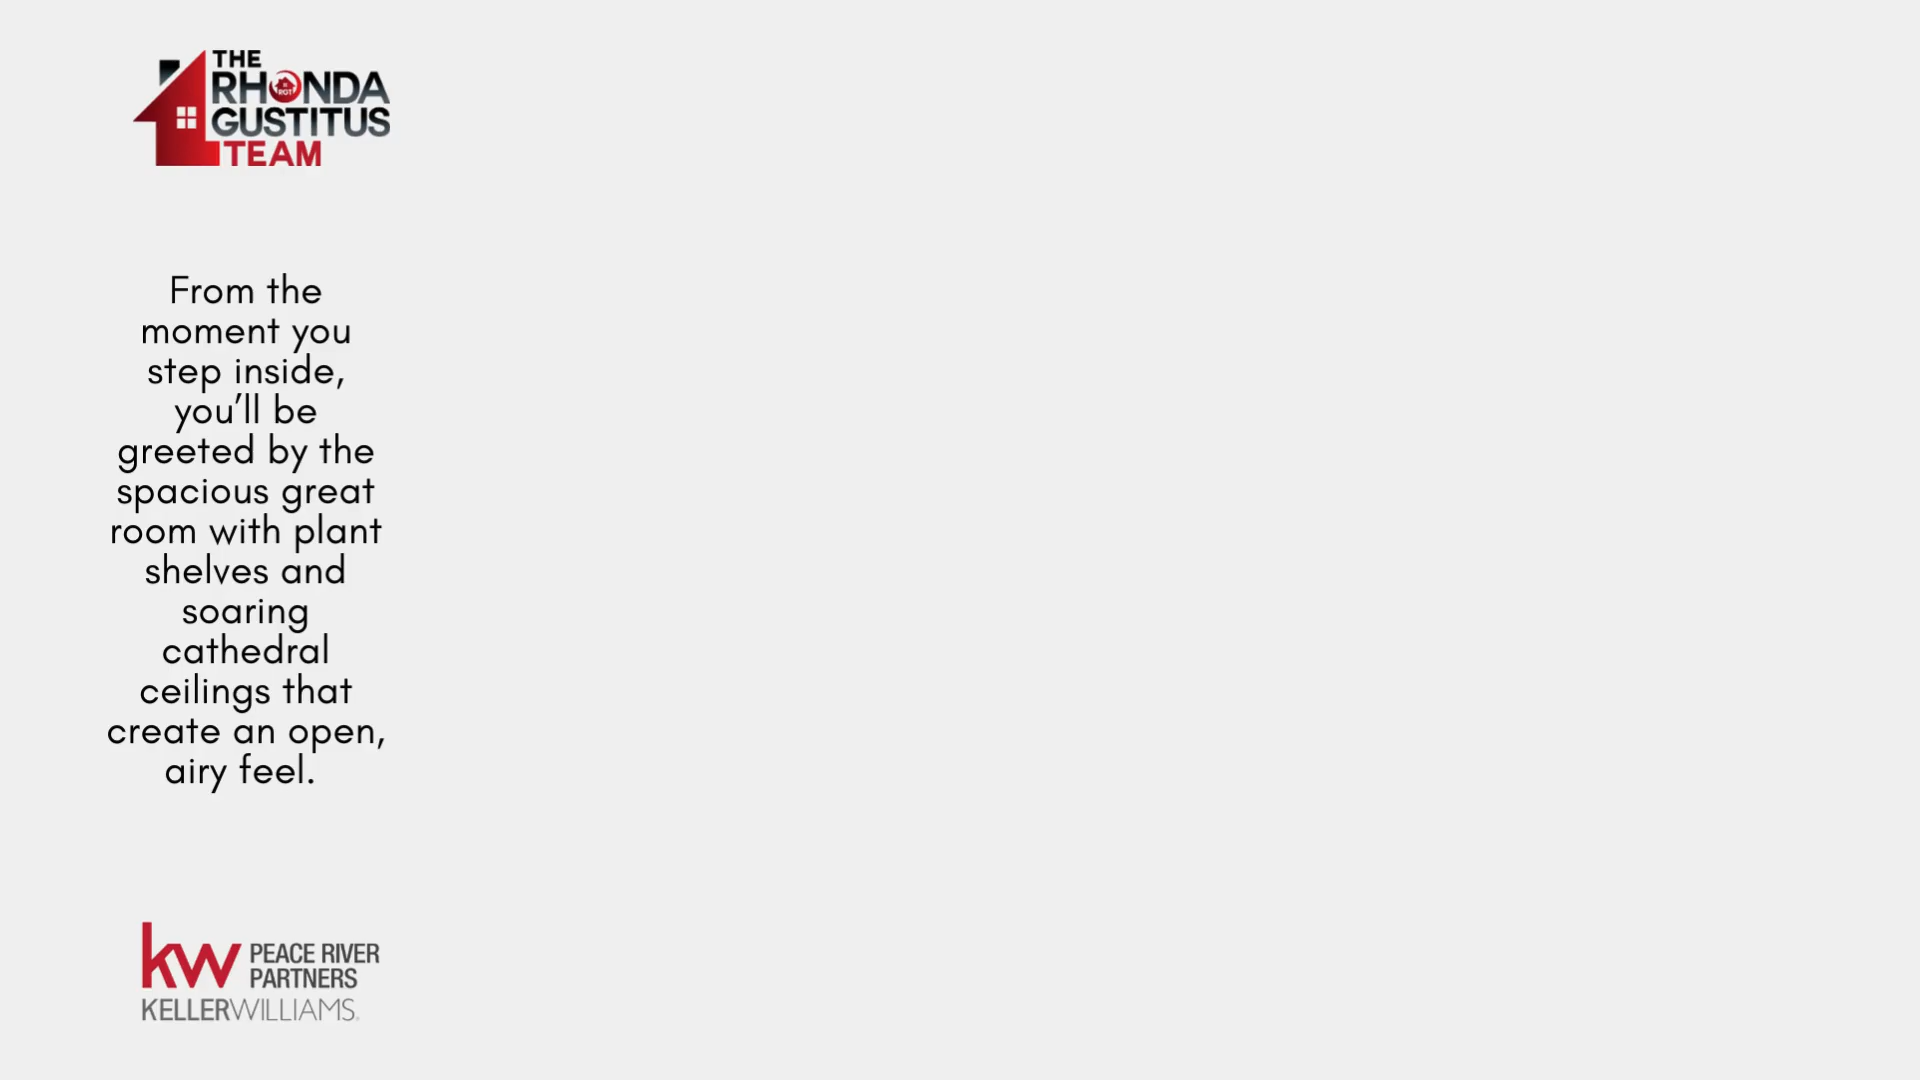 THE
RHONDA
RGT
GUSTITUS
TEAM
From the
moment you
step inside,
you’ll be
greeted by the
spacious great
room with plant
shelves and
soaring
cathedral
ceilings that
create an open,
airy feel.
kw PEACE RIVER
PARTNERS
KELLERWILLIAMS.